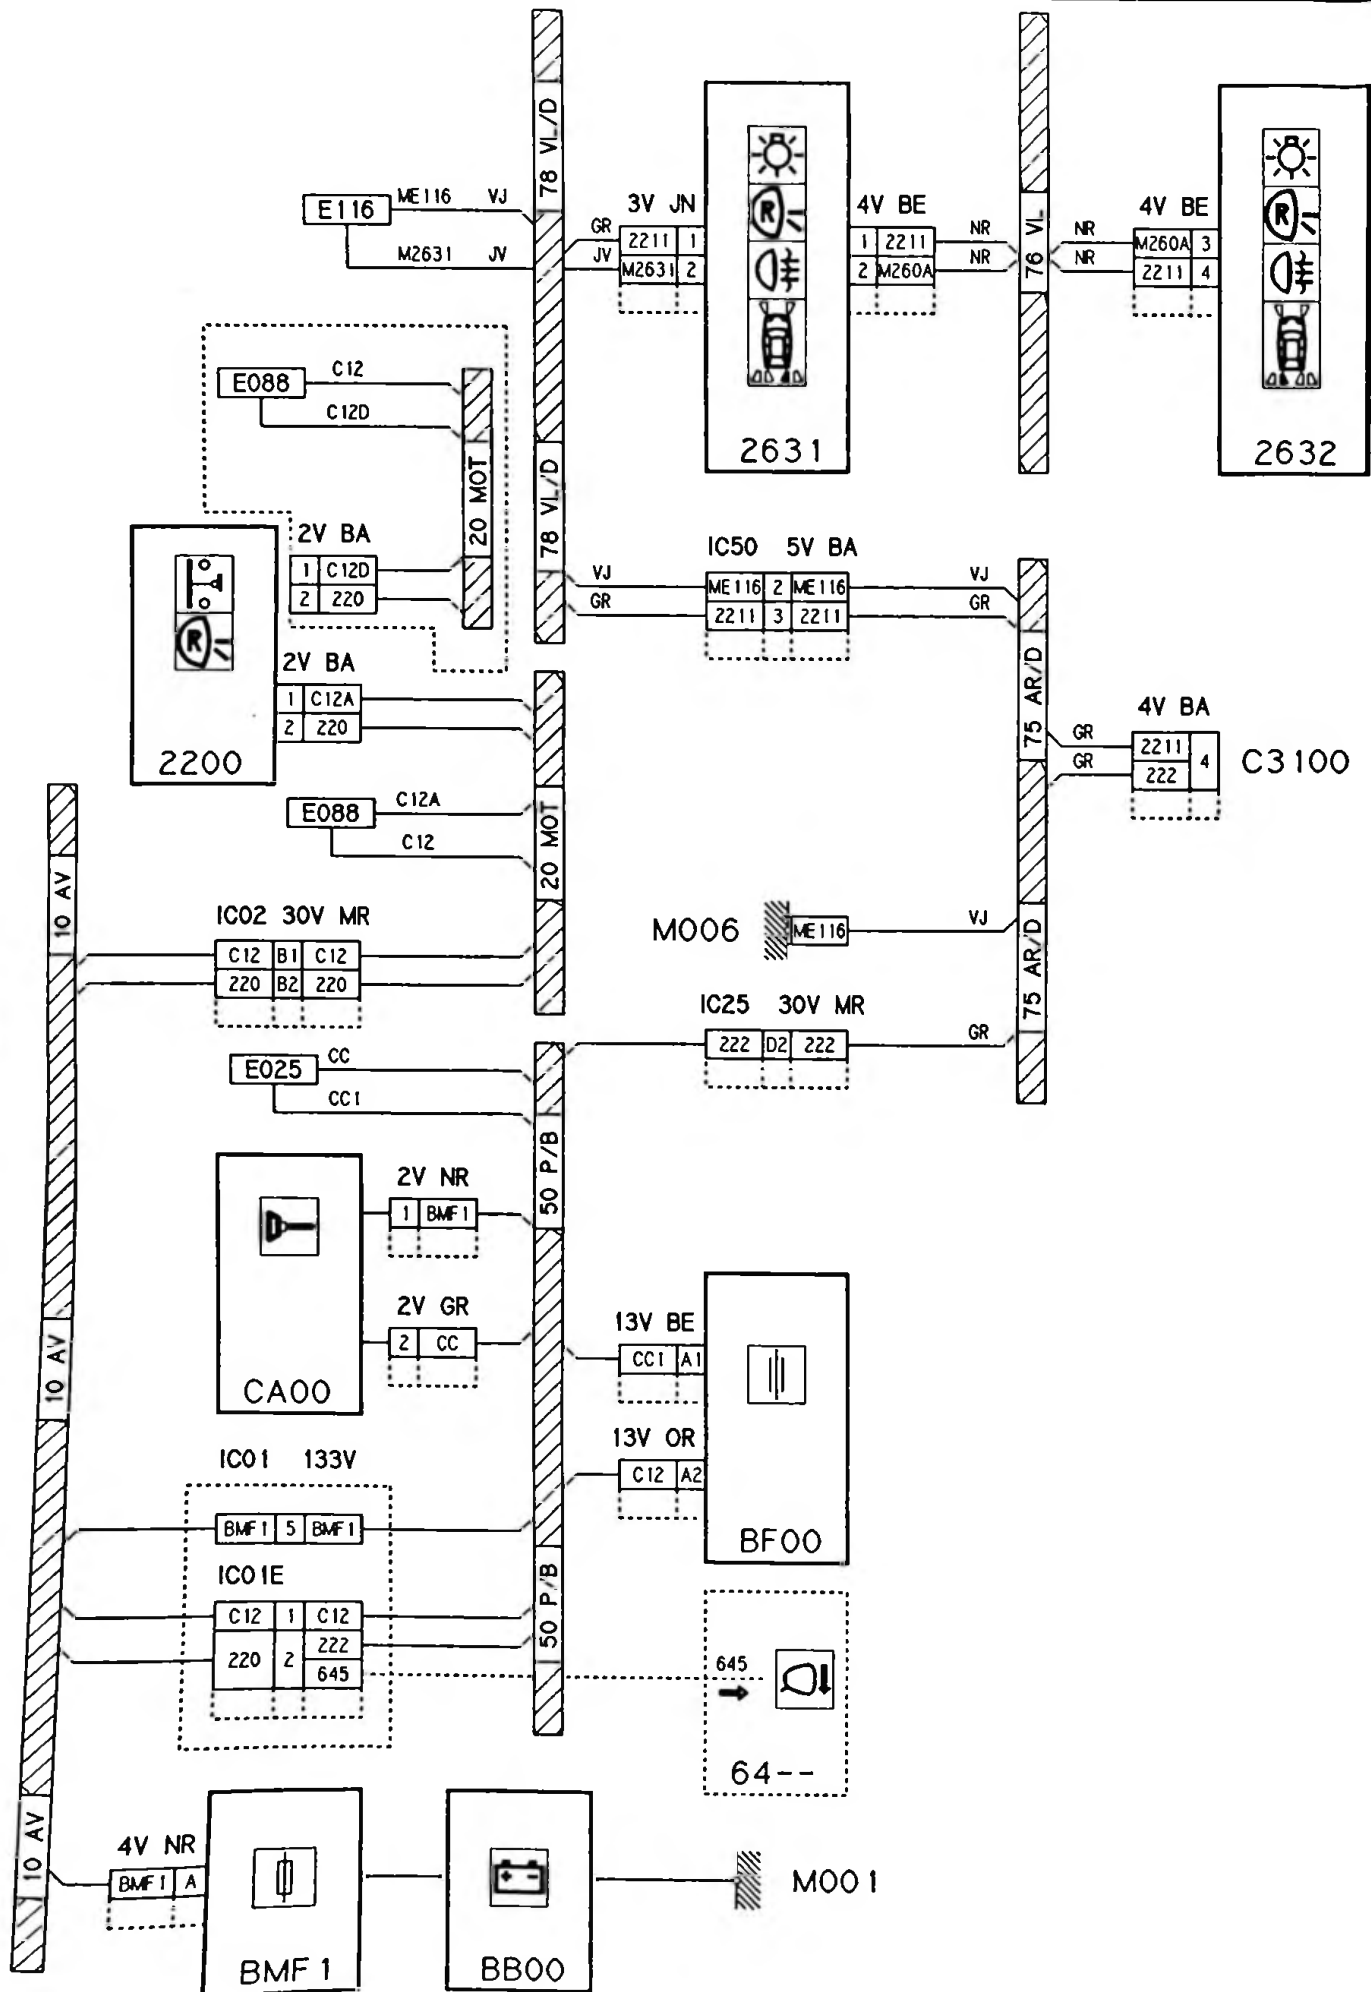 78 VL/D
76 VL
E116 ME116 VJ
M2631 JV
3V JN
GR 2211 1
JV M2631 2
R
4V BE
1 2211 NR
2 M260A NR
4V BE
NR M260A 3
NR 2211 4
R
2631
2632
E088 C12
C12D
20 MOT
78 VL/D
2V BA
1 C12D
2 220
R
2200
2V BA
1 C12A
2 220
IC50 5V BA
VJ ME116 2 ME116 VJ
GR 2211 3 2211 GR
75 AR/D
4V BA
GR 2211 4
GR 222
C3100
E088 C12A
C12
20 MOT
10 AV
IC02 30V MR
C12 B1 C12
220 B2 220
M006 ME116 VJ
75 AR/D
IC25 30V MR
222 D2 222 GR
E025 CC
CC1
50 P/B
2V NR
1 BMF1
2V GR
2 CC
CA00
10 AV
13V BE
CC1 A1
13V OR
C12 A2
BF00
IC01 133V
BMF1 5 BMF1
IC01E
C12 1 C12
220 2 222
645
50 P/B
645
64--
10 AV
4V NR
BMF1 A
BMF1
+ -
BB00
M001